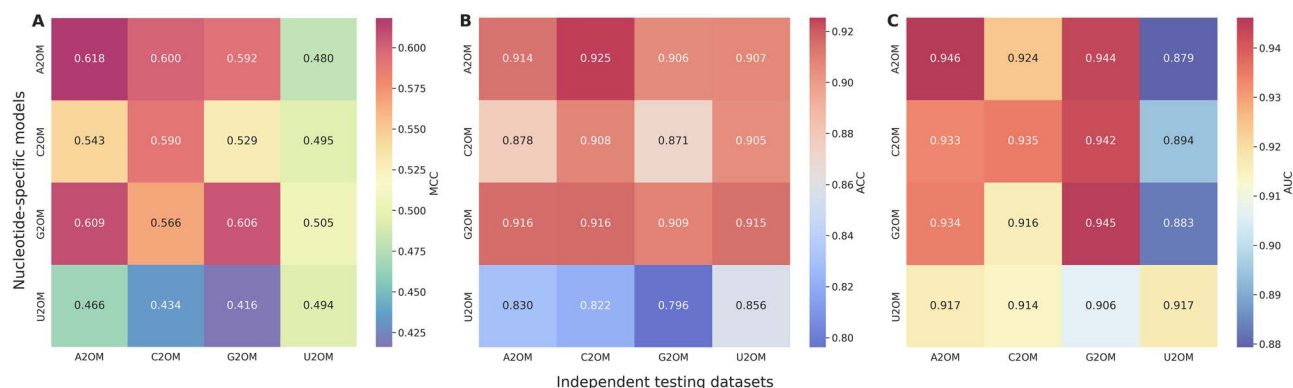 A
B
C
Nucleotide-specific models
A2OM
0.618
0.600
0.592
0.480
C2OM
0.543
0.590
0.529
0.495
G2OM
0.609
0.566
0.606
0.505
U2OM
0.466
0.434
0.416
0.494
A2OM
C2OM
G2OM
U2OM
0.600
0.575
0.550
0.525
0.500
0.475
0.450
0.425
MCC
A2OM
0.914
0.925
0.906
0.907
C2OM
0.878
0.908
0.871
0.905
G2OM
0.916
0.916
0.909
0.915
U2OM
0.830
0.822
0.796
0.856
A2OM
C2OM
G2OM
U2OM
0.92
0.90
0.88
0.86
0.84
0.82
0.80
ACC
A2OM
0.946
0.924
0.944
0.879
C2OM
0.933
0.935
0.942
0.894
G2OM
0.934
0.916
0.945
0.883
U2OM
0.917
0.914
0.906
0.917
A2OM
C2OM
G2OM
U2OM
0.94
0.93
0.92
0.91
0.90
0.89
0.88
AUC
Independent testing datasets